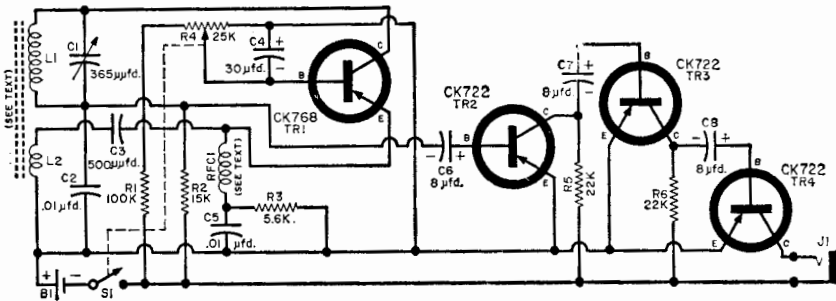 (SEE TEXT)
L1
C1
365µµfd.
R4
25K
C4
+
30µfd.
B
C
E
CK768
TR1
L2
C3
500µµfd.
C2
.01µfd.
R1
100K
R2
15K
RFC1
(SEE TEXT)
R3
5.6K.
C5
.01 µfd.
CK722
TR2
B
C
E
- +
C6
8µfd.
C7
+
8µfd.
R5
22K
B
CK722
TR3
E
C
C8
- +
8µfd.
R6
22K
B
CK722
TR4
E
C
J1
+ -
B1
S1